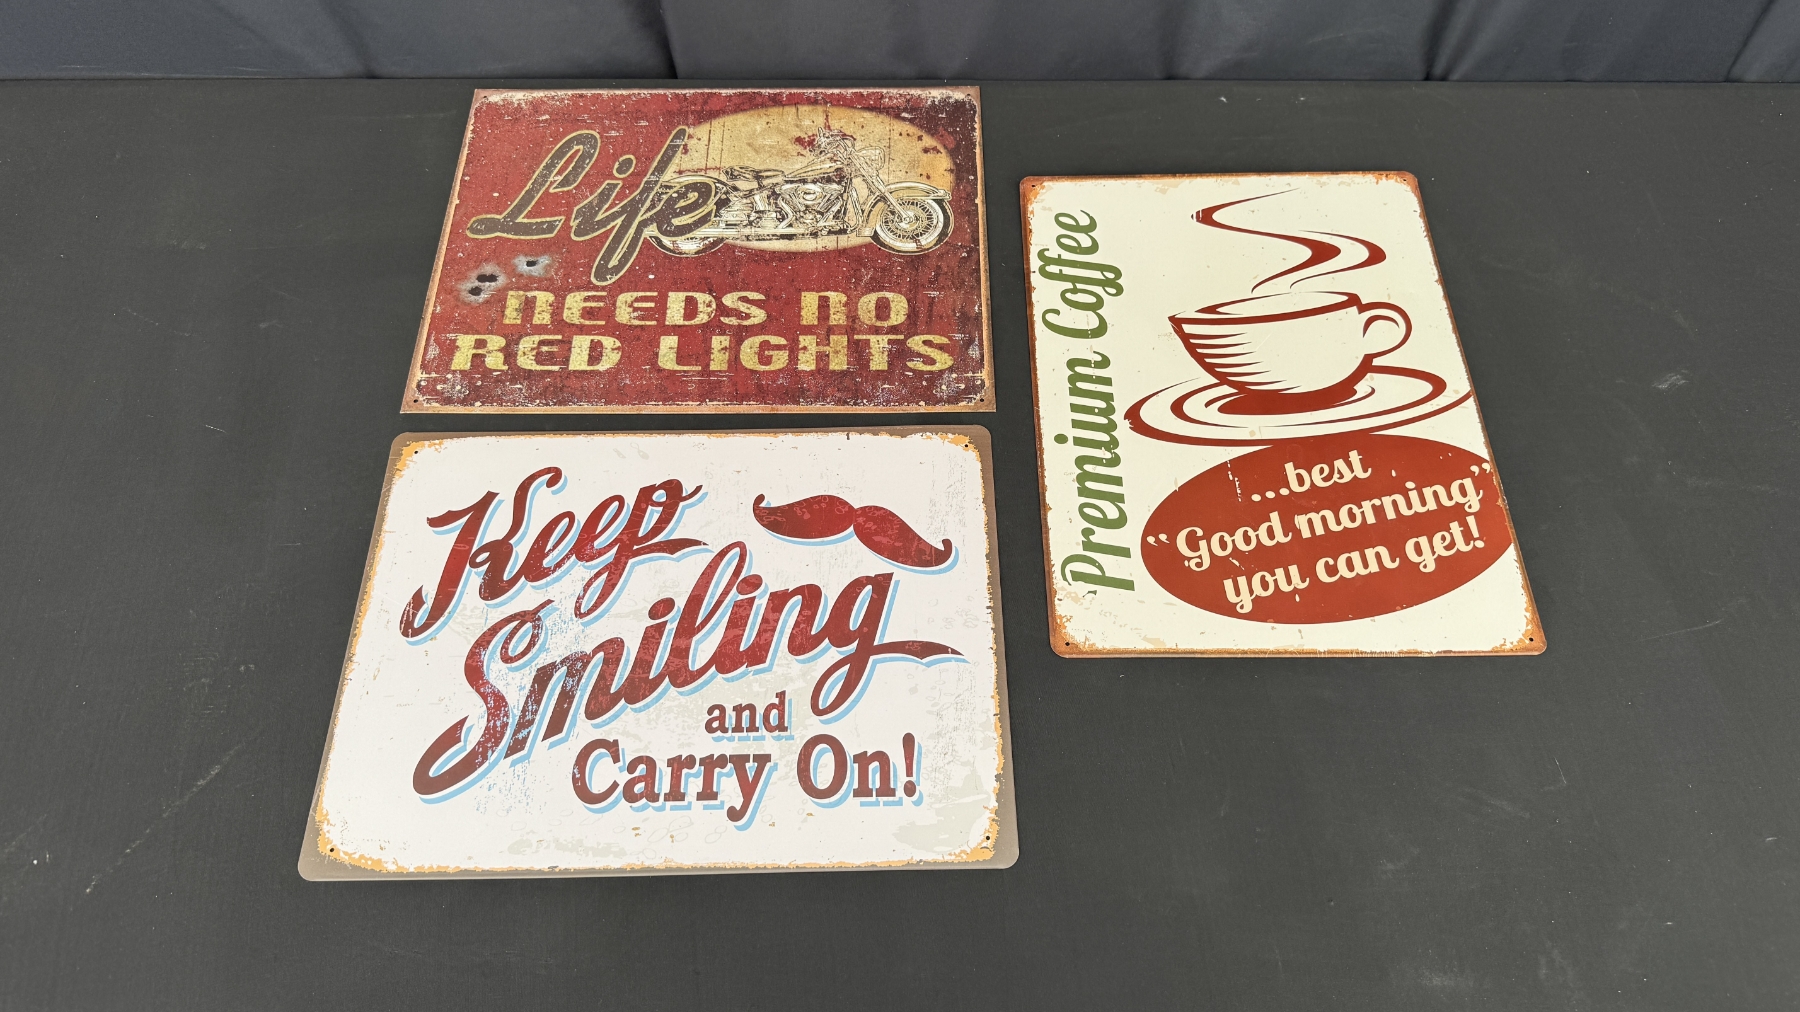 Life
NEEDS NO
RED LIGHTS
Keep
Smiling
and
Carry On!
Premium Coffee
...best
“Good morning”
you can get!